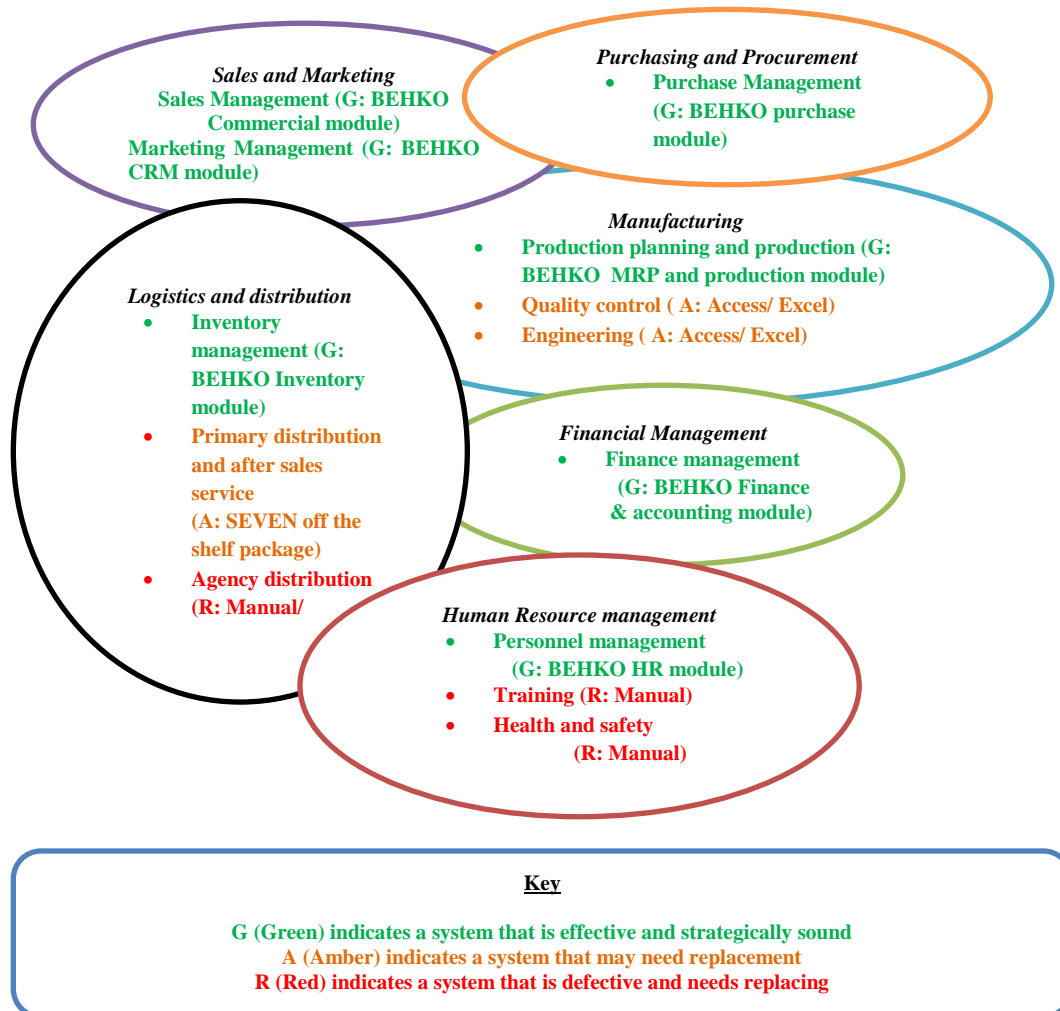 Sales and Marketing
Sales Management (G: BEHKO
Commercial module)
Marketing Management (G: BEHKO
CRM module)
Purchasing and Procurement
• Purchase Management
(G: BEHKO purchase
module)
Manufacturing
• Production planning and production (G:
BEHKO MRP and production module)
• Quality control ( A: Access/ Excel)
• Engineering ( A: Access/ Excel)
Logistics and distribution
• Inventory
management (G:
BEHKO Inventory
module)
• Primary distribution
and after sales
service
(A: SEVEN off the
shelf package)
• Agency distribution
(R: Manual/
Financial Management
• Finance management
(G: BEHKO Finance
& accounting module)
Human Resource management
• Personnel management
(G: BEHKO HR module)
• Training (R: Manual)
• Health and safety
(R: Manual)
Key
G (Green) indicates a system that is effective and strategically sound
A (Amber) indicates a system that may need replacement
R (Red) indicates a system that is defective and needs replacing